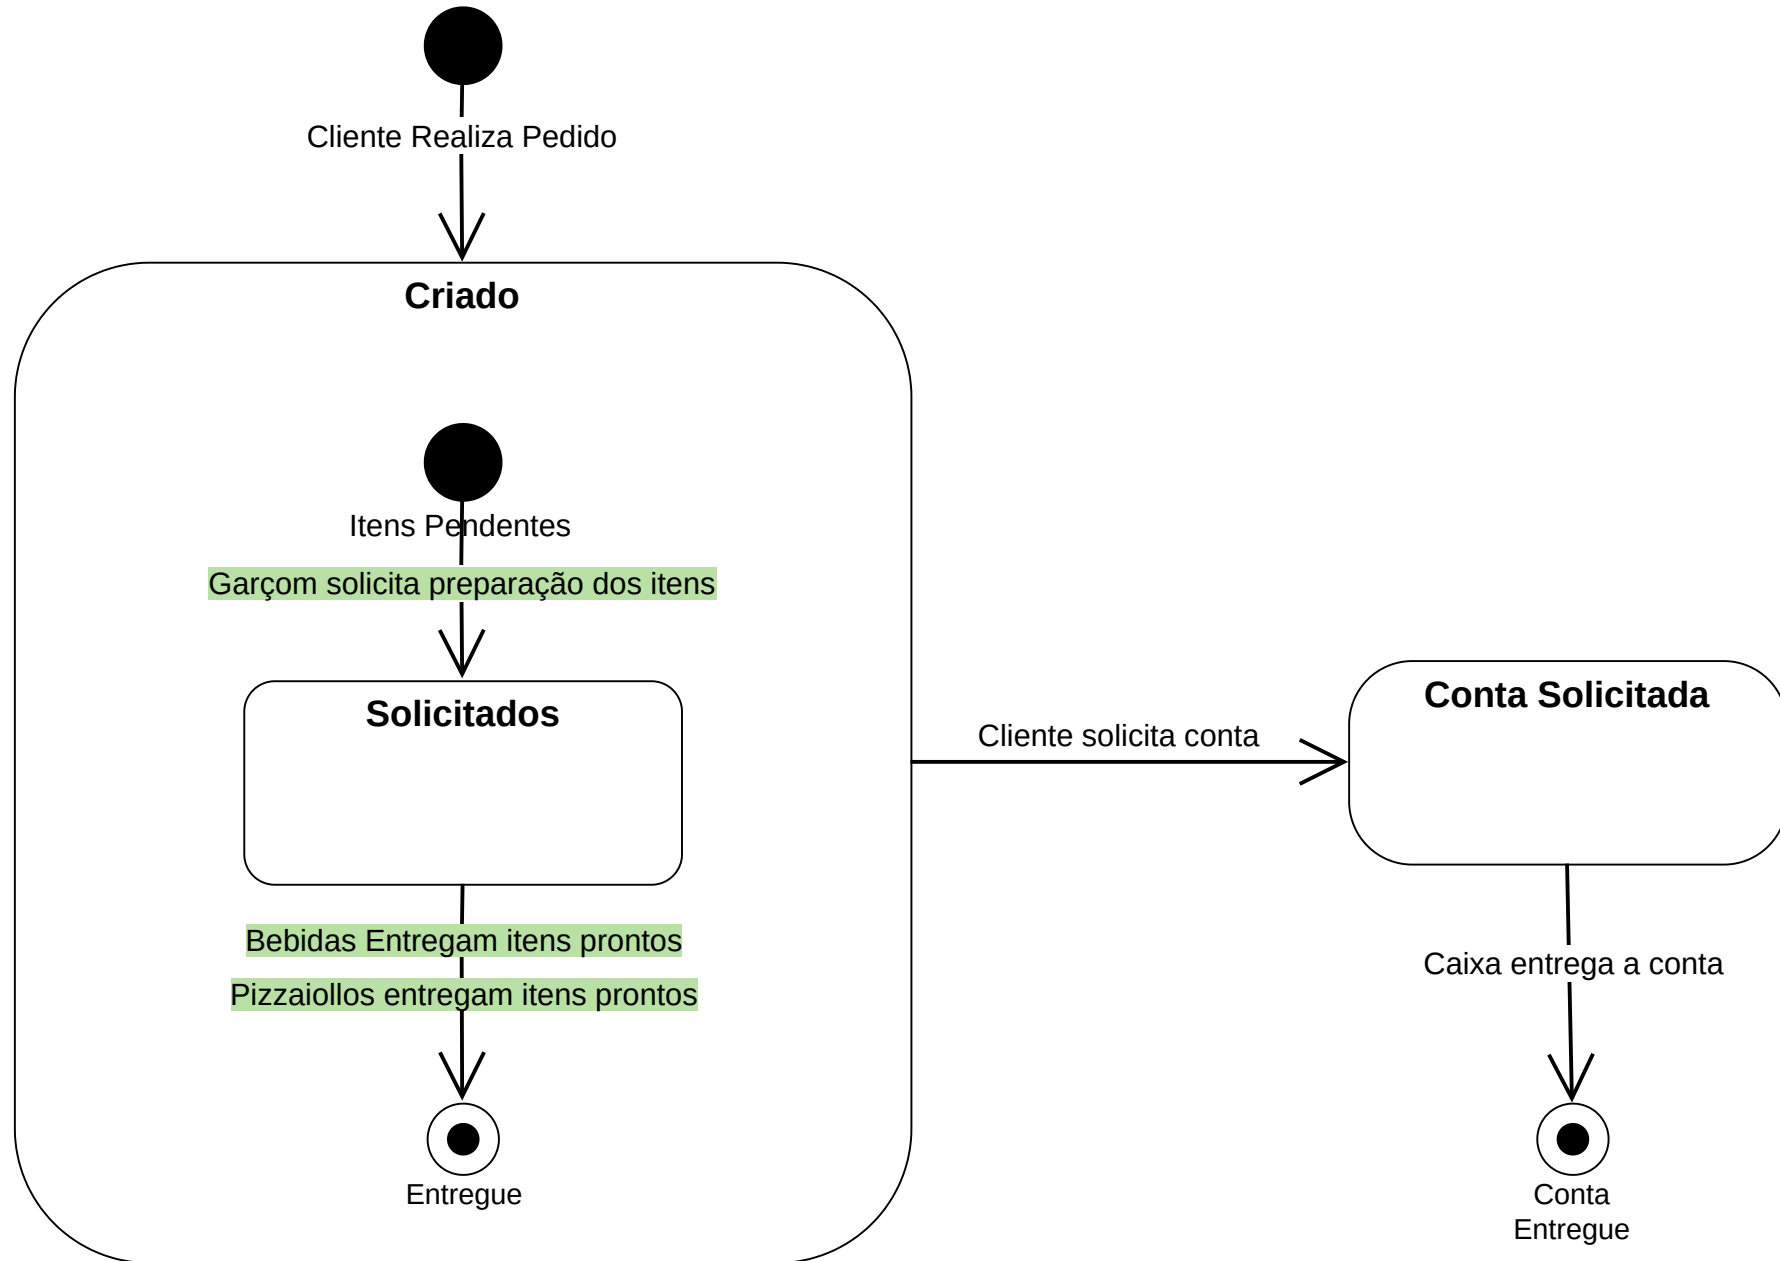 Cliente Realiza Pedido
Criado
Itens Pendentes
Garçom solicita preparação dos itens
Solicitados
Bebidas Entregam itens prontos
Pizzaiollos entregam itens prontos
Entregue
Cliente solicita conta
Conta Solicitada
Caixa entrega a conta
Conta
Entregue